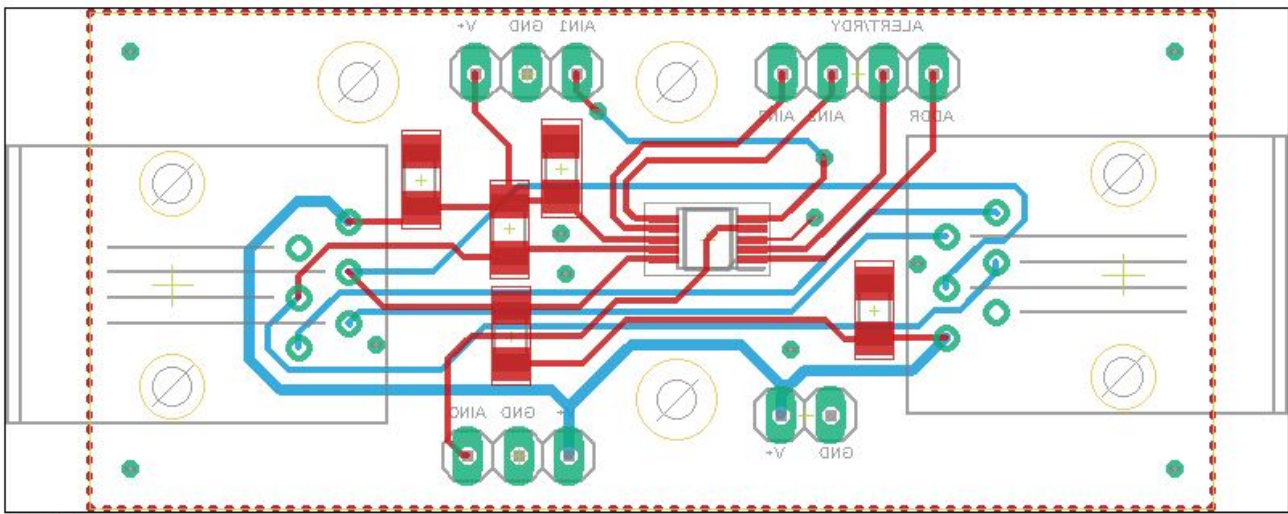 V+ GND AIN1 ALERT/RDY
AIN3 AIN2 ADDR
AIN0 GND V+
V+ GND